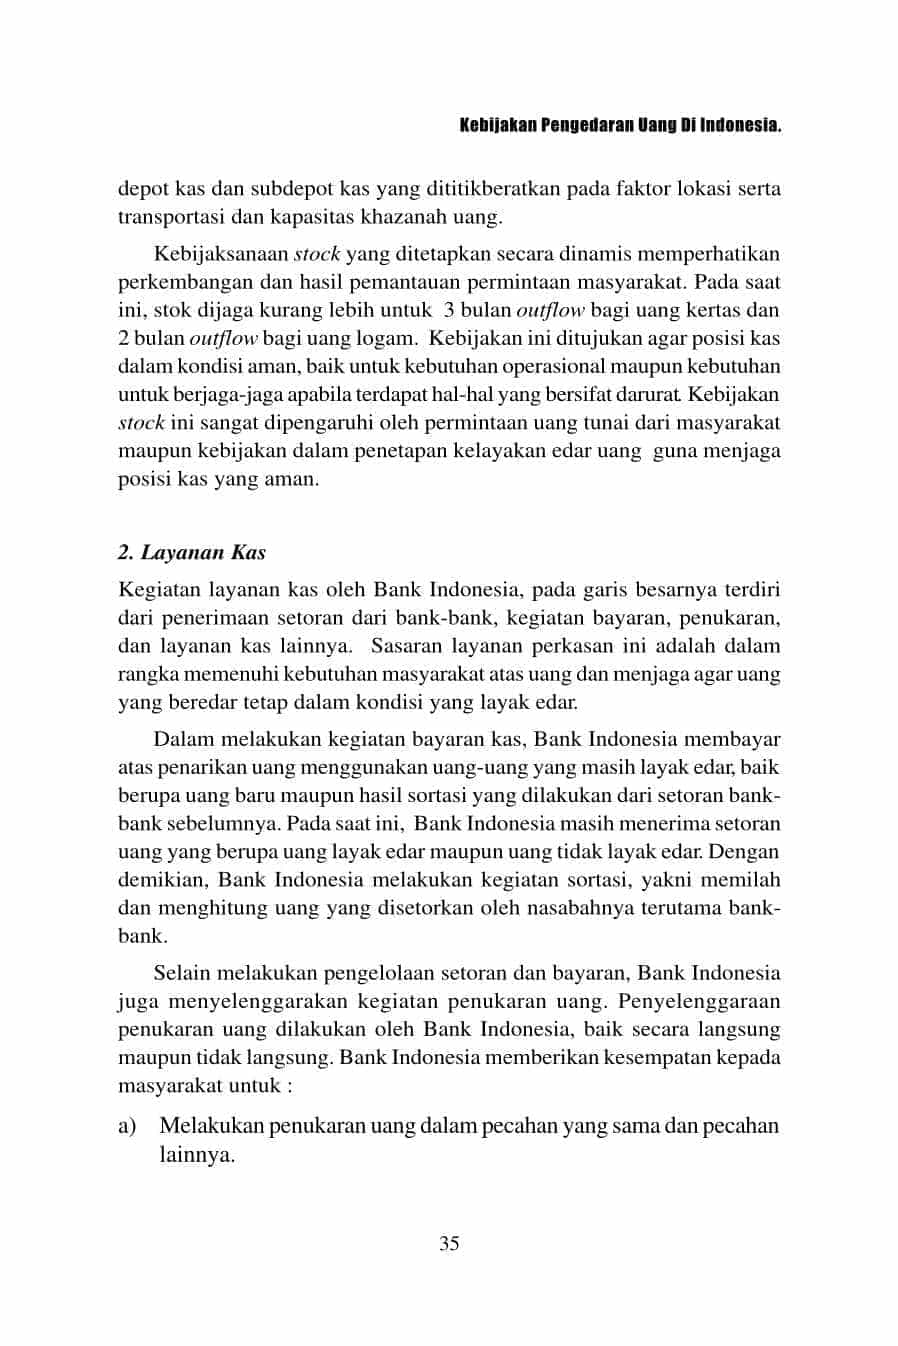 Kebijakan Pengedaran Uang Di Indonesia.
depot kas dan subdepot kas yang dititikberatkan pada faktor lokasi serta
transportasi dan kapasitas khazanah uang.
Kebijaksanaan stock yang ditetapkan secara dinamis memperhatikan
perkembangan dan hasil pemantauan permintaan masyarakat. Pada saat
ini, stok dijaga kurang lebih untuk 3 bulan outflow bagi uang kertas dan
2 bulan outflow bagi uang logam. Kebijakan ini ditujukan agar posisi kas
dalam kondisi aman, baik untuk kebutuhan operasional maupun kebutuhan
untuk berjaga-jaga apabila terdapat hal-hal yang bersifat darurat. Kebijakan
stock ini sangat dipengaruhi oleh permintaan uang tunai dari masyarakat
maupun kebijakan dalam penetapan kelayakan edar uang guna menjaga
posisi kas yang aman.
2. Layanan Kas
Kegiatan layanan kas oleh Bank Indonesia, pada garis besarnya terdiri
dari penerimaan setoran dari bank-bank, kegiatan bayaran, penukaran,
dan layanan kas lainnya. Sasaran layanan perkasan ini adalah dalam
rangka memenuhi kebutuhan masyarakat atas uang dan menjaga agar uang
yang beredar tetap dalam kondisi yang layak edar.
Dalam melakukan kegiatan bayaran kas, Bank Indonesia membayar
atas penarikan uang menggunakan uang-uang yang masih layak edar, baik
berupa uang baru maupun hasil sortasi yang dilakukan dari setoran bank-
bank sebelumnya. Pada saat ini, Bank Indonesia masih menerima setoran
uang yang berupa uang layak edar maupun uang tidak layak edar. Dengan
demikian, Bank Indonesia melakukan kegiatan sortasi, yakni memilah
dan menghitung uang yang disetorkan oleh nasabahnya terutama bank-
bank.
Selain melakukan pengelolaan setoran dan bayaran, Bank Indonesia
juga menyelenggarakan kegiatan penukaran uang. Penyelenggaraan
penukaran uang dilakukan oleh Bank Indonesia, baik secara langsung
maupun tidak langsung. Bank Indonesia memberikan kesempatan kepada
masyarakat untuk :
a) Melakukan penukaran uang dalam pecahan yang sama dan pecahan
lainnya.
35